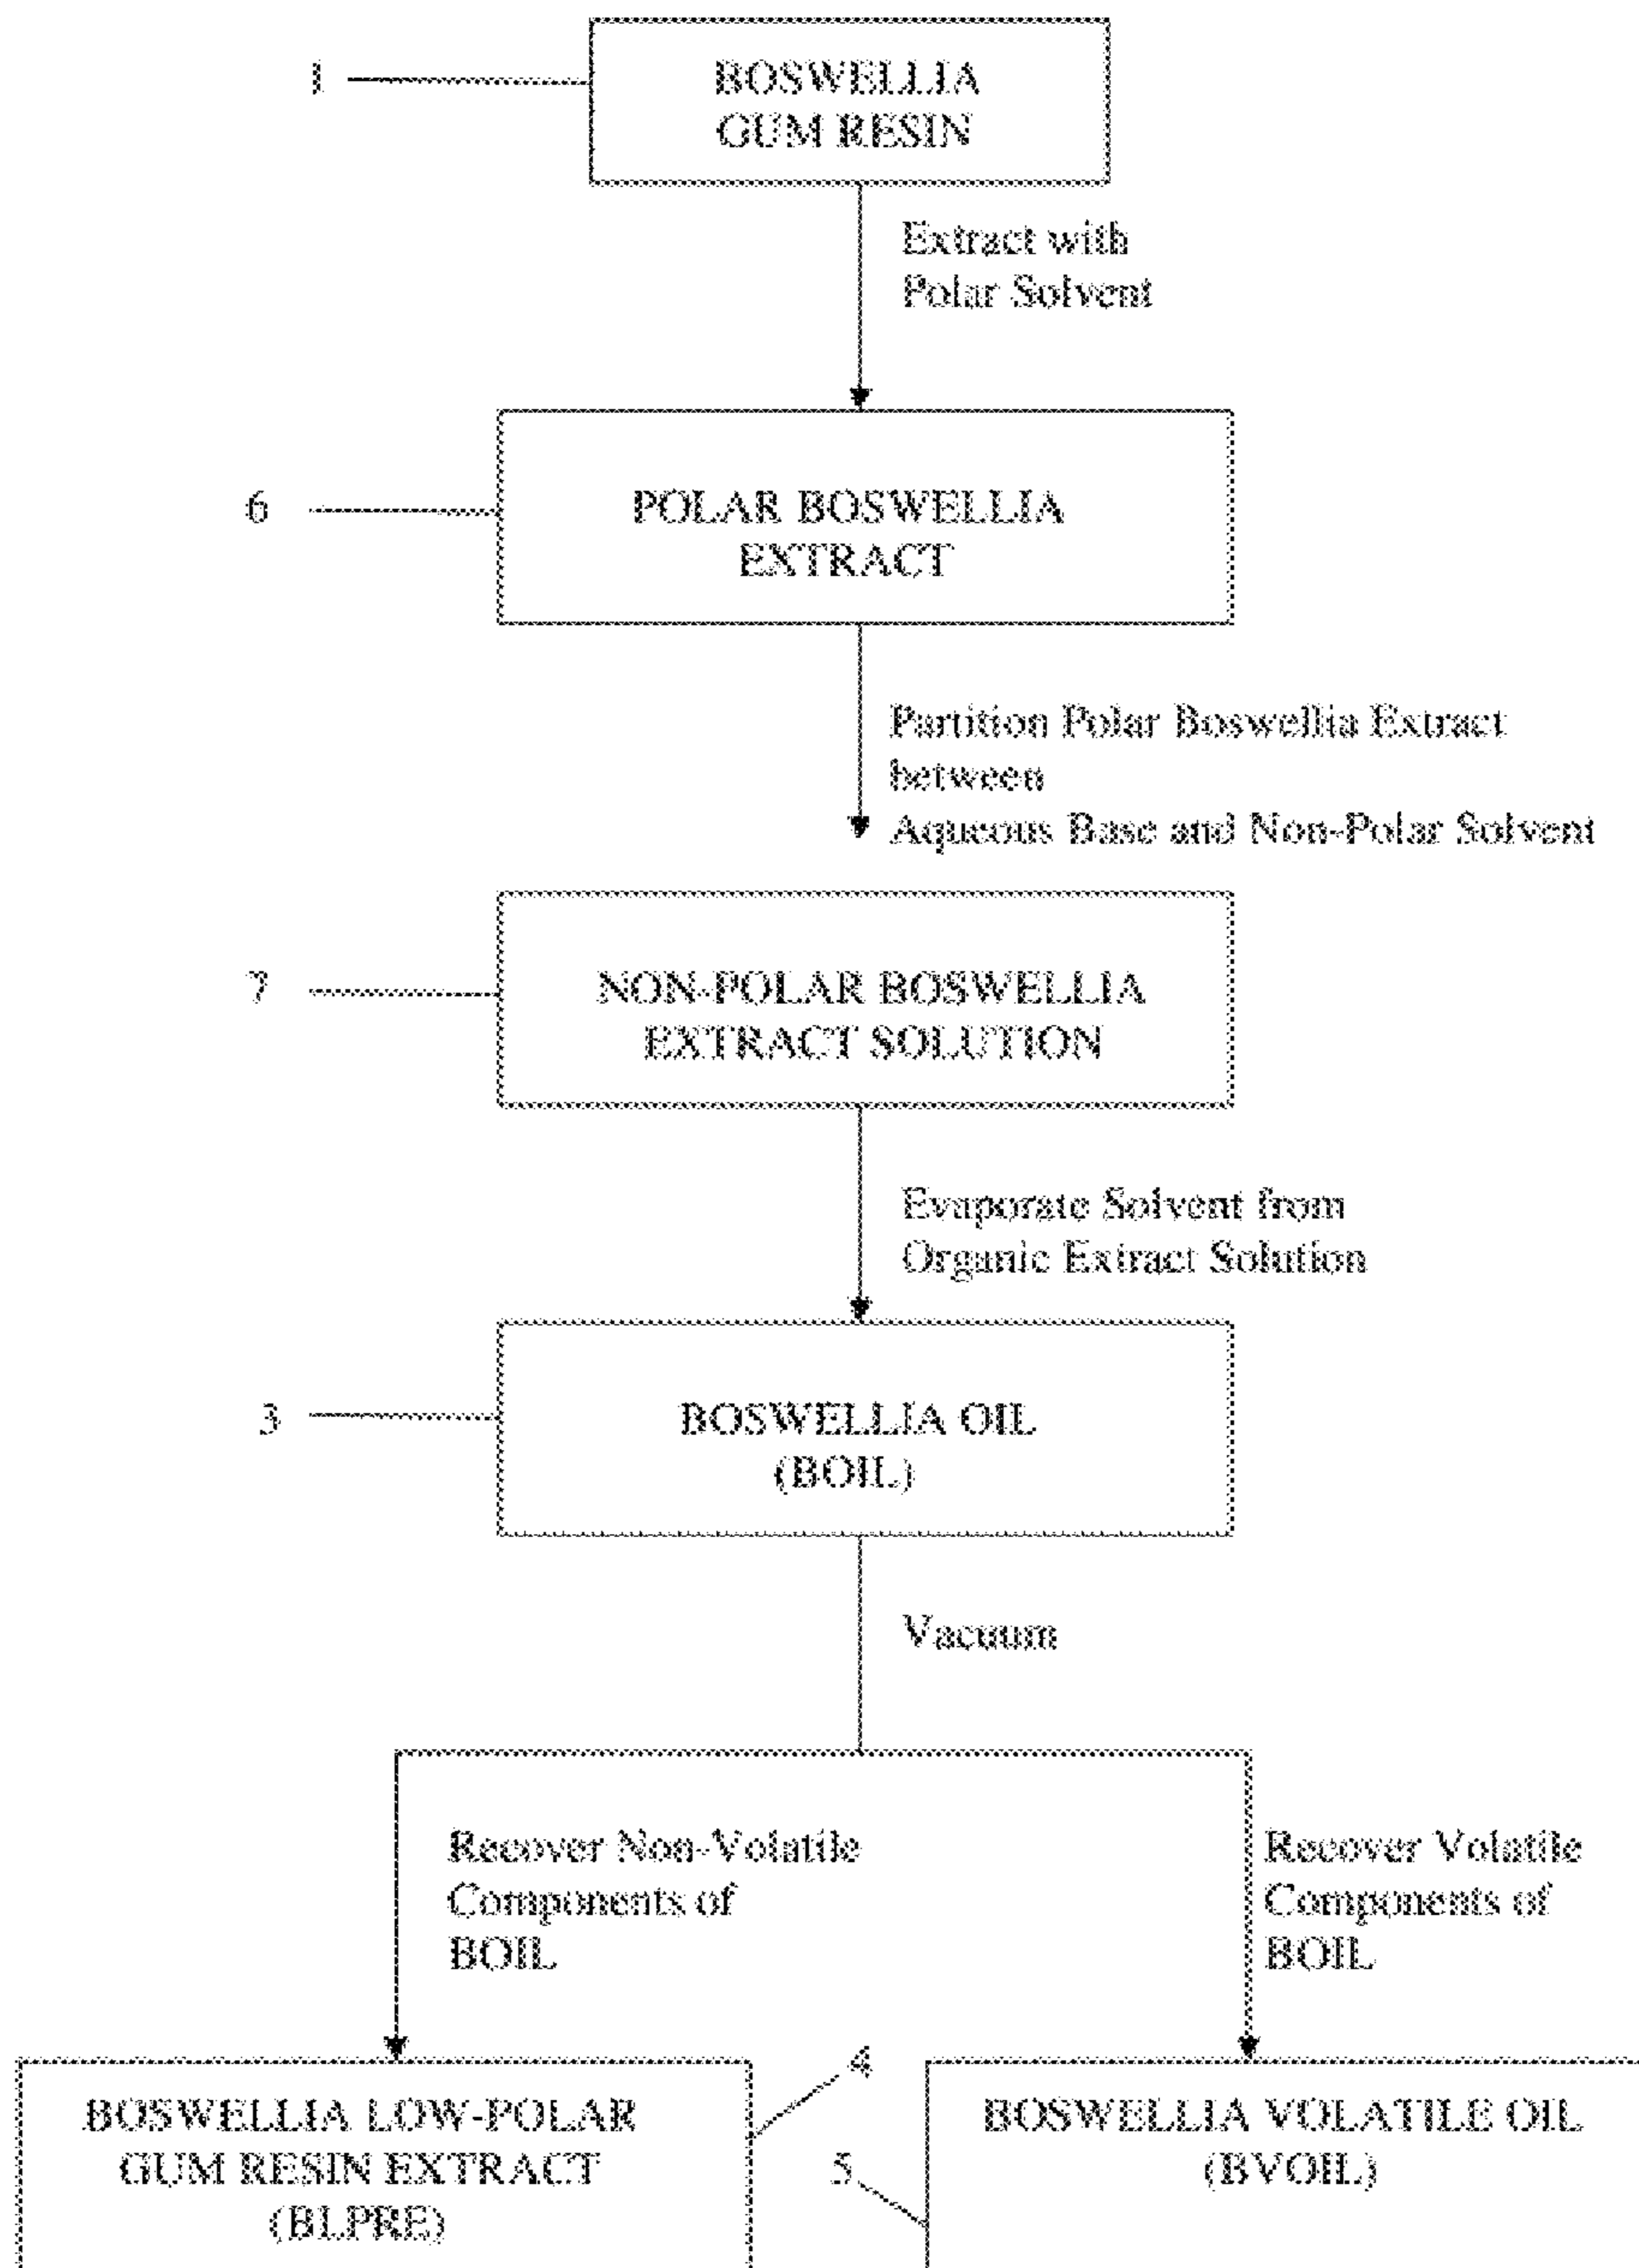 1
BOSWELLIA
GUM RESIN
Extract with
Polar Solvent
6
POLAR BOSWELLIA
EXTRACT
Partition Polar Boswellia Extract
between
Aqueous Base and Non-Polar Solvent
7
NON-POLAR BOSWELLIA
EXTRACT SOLUTION
Evaporate Solvent from
Organic Extract Solution
3
BOSWELLIA OIL
(BOIL)
Vacuum
Recover Non-Volatile
Components of
BOIL
Recover Volatile
Components of
BOIL
4
BOSWELLIA LOW-POLAR
GUM RESIN EXTRACT
(BLPRE)
5
BOSWELLIA VOLATILE OIL
(BVOIL)